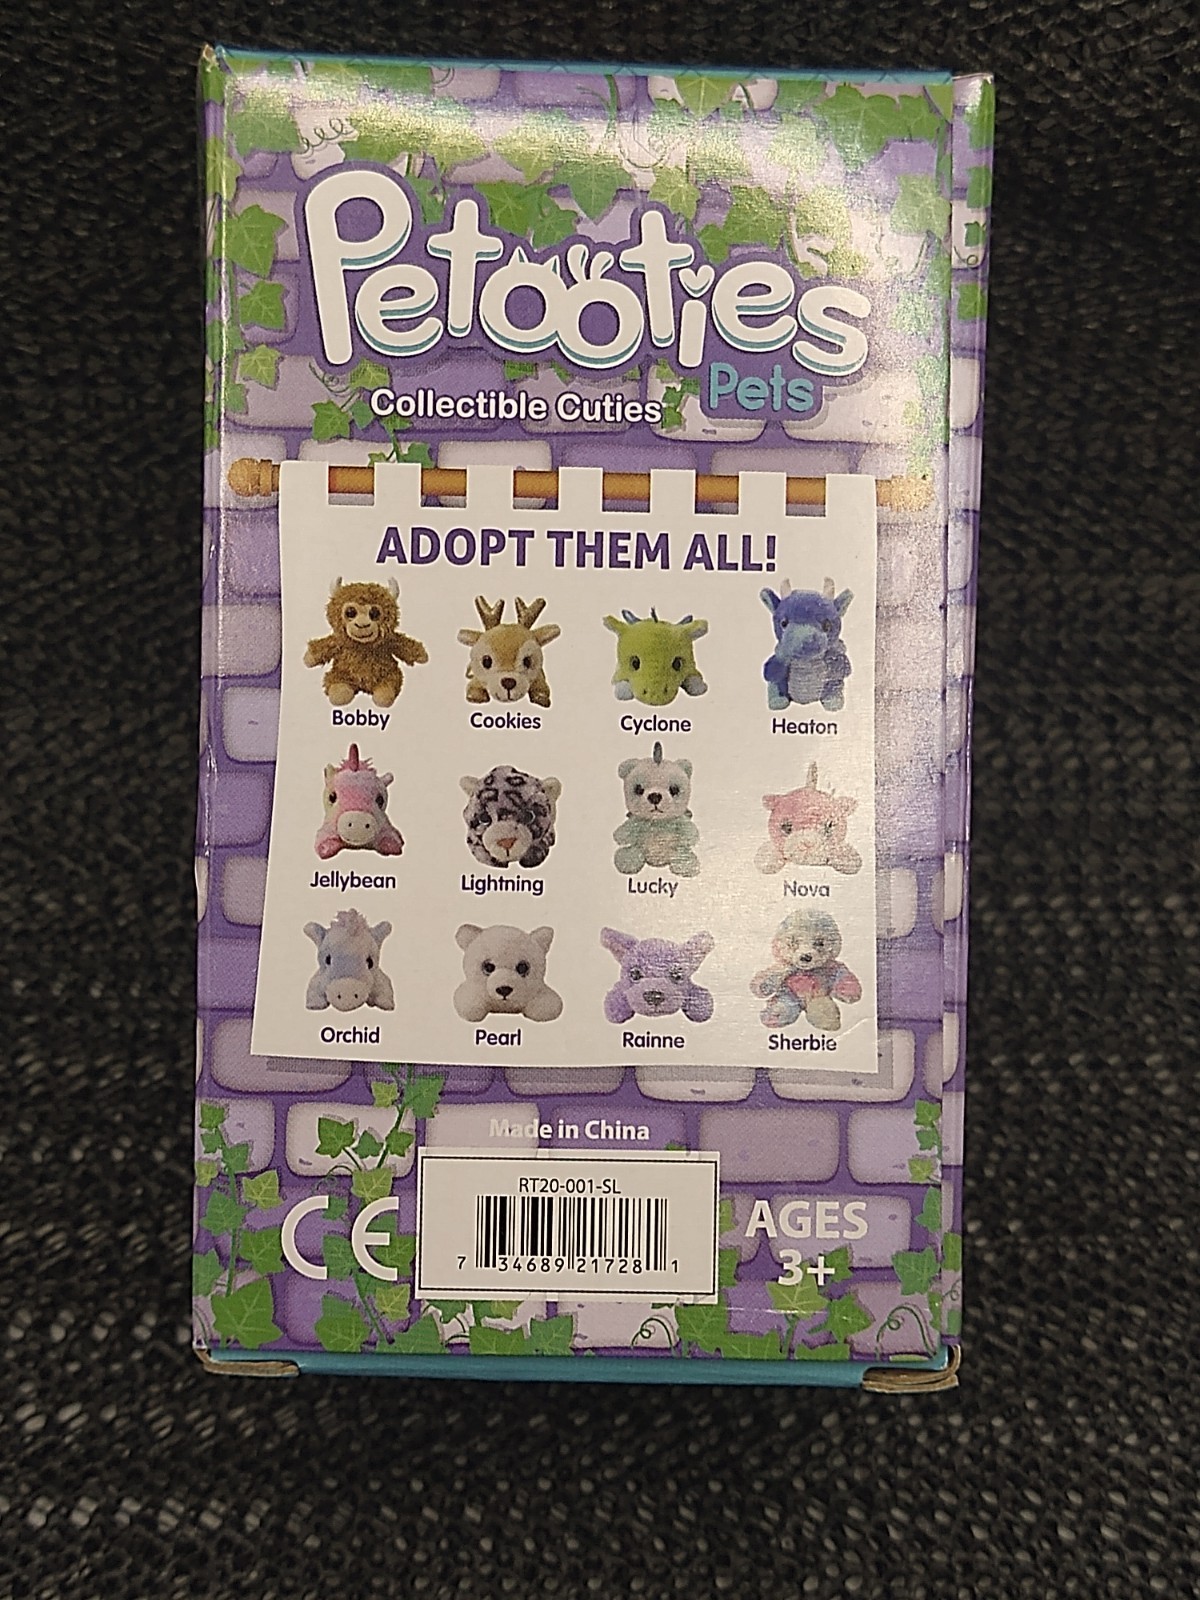 Petooties
Pets
Collectible Cuties
ADOPT THEM ALL!
Bobby Cookies Cyclone Heaton
Jellybean Lightning Lucky Nova
Orchid Pearl Rainne Sherbie
Made in China
RT20-001-SL
7 34689 21728 1
CE
AGES
3+